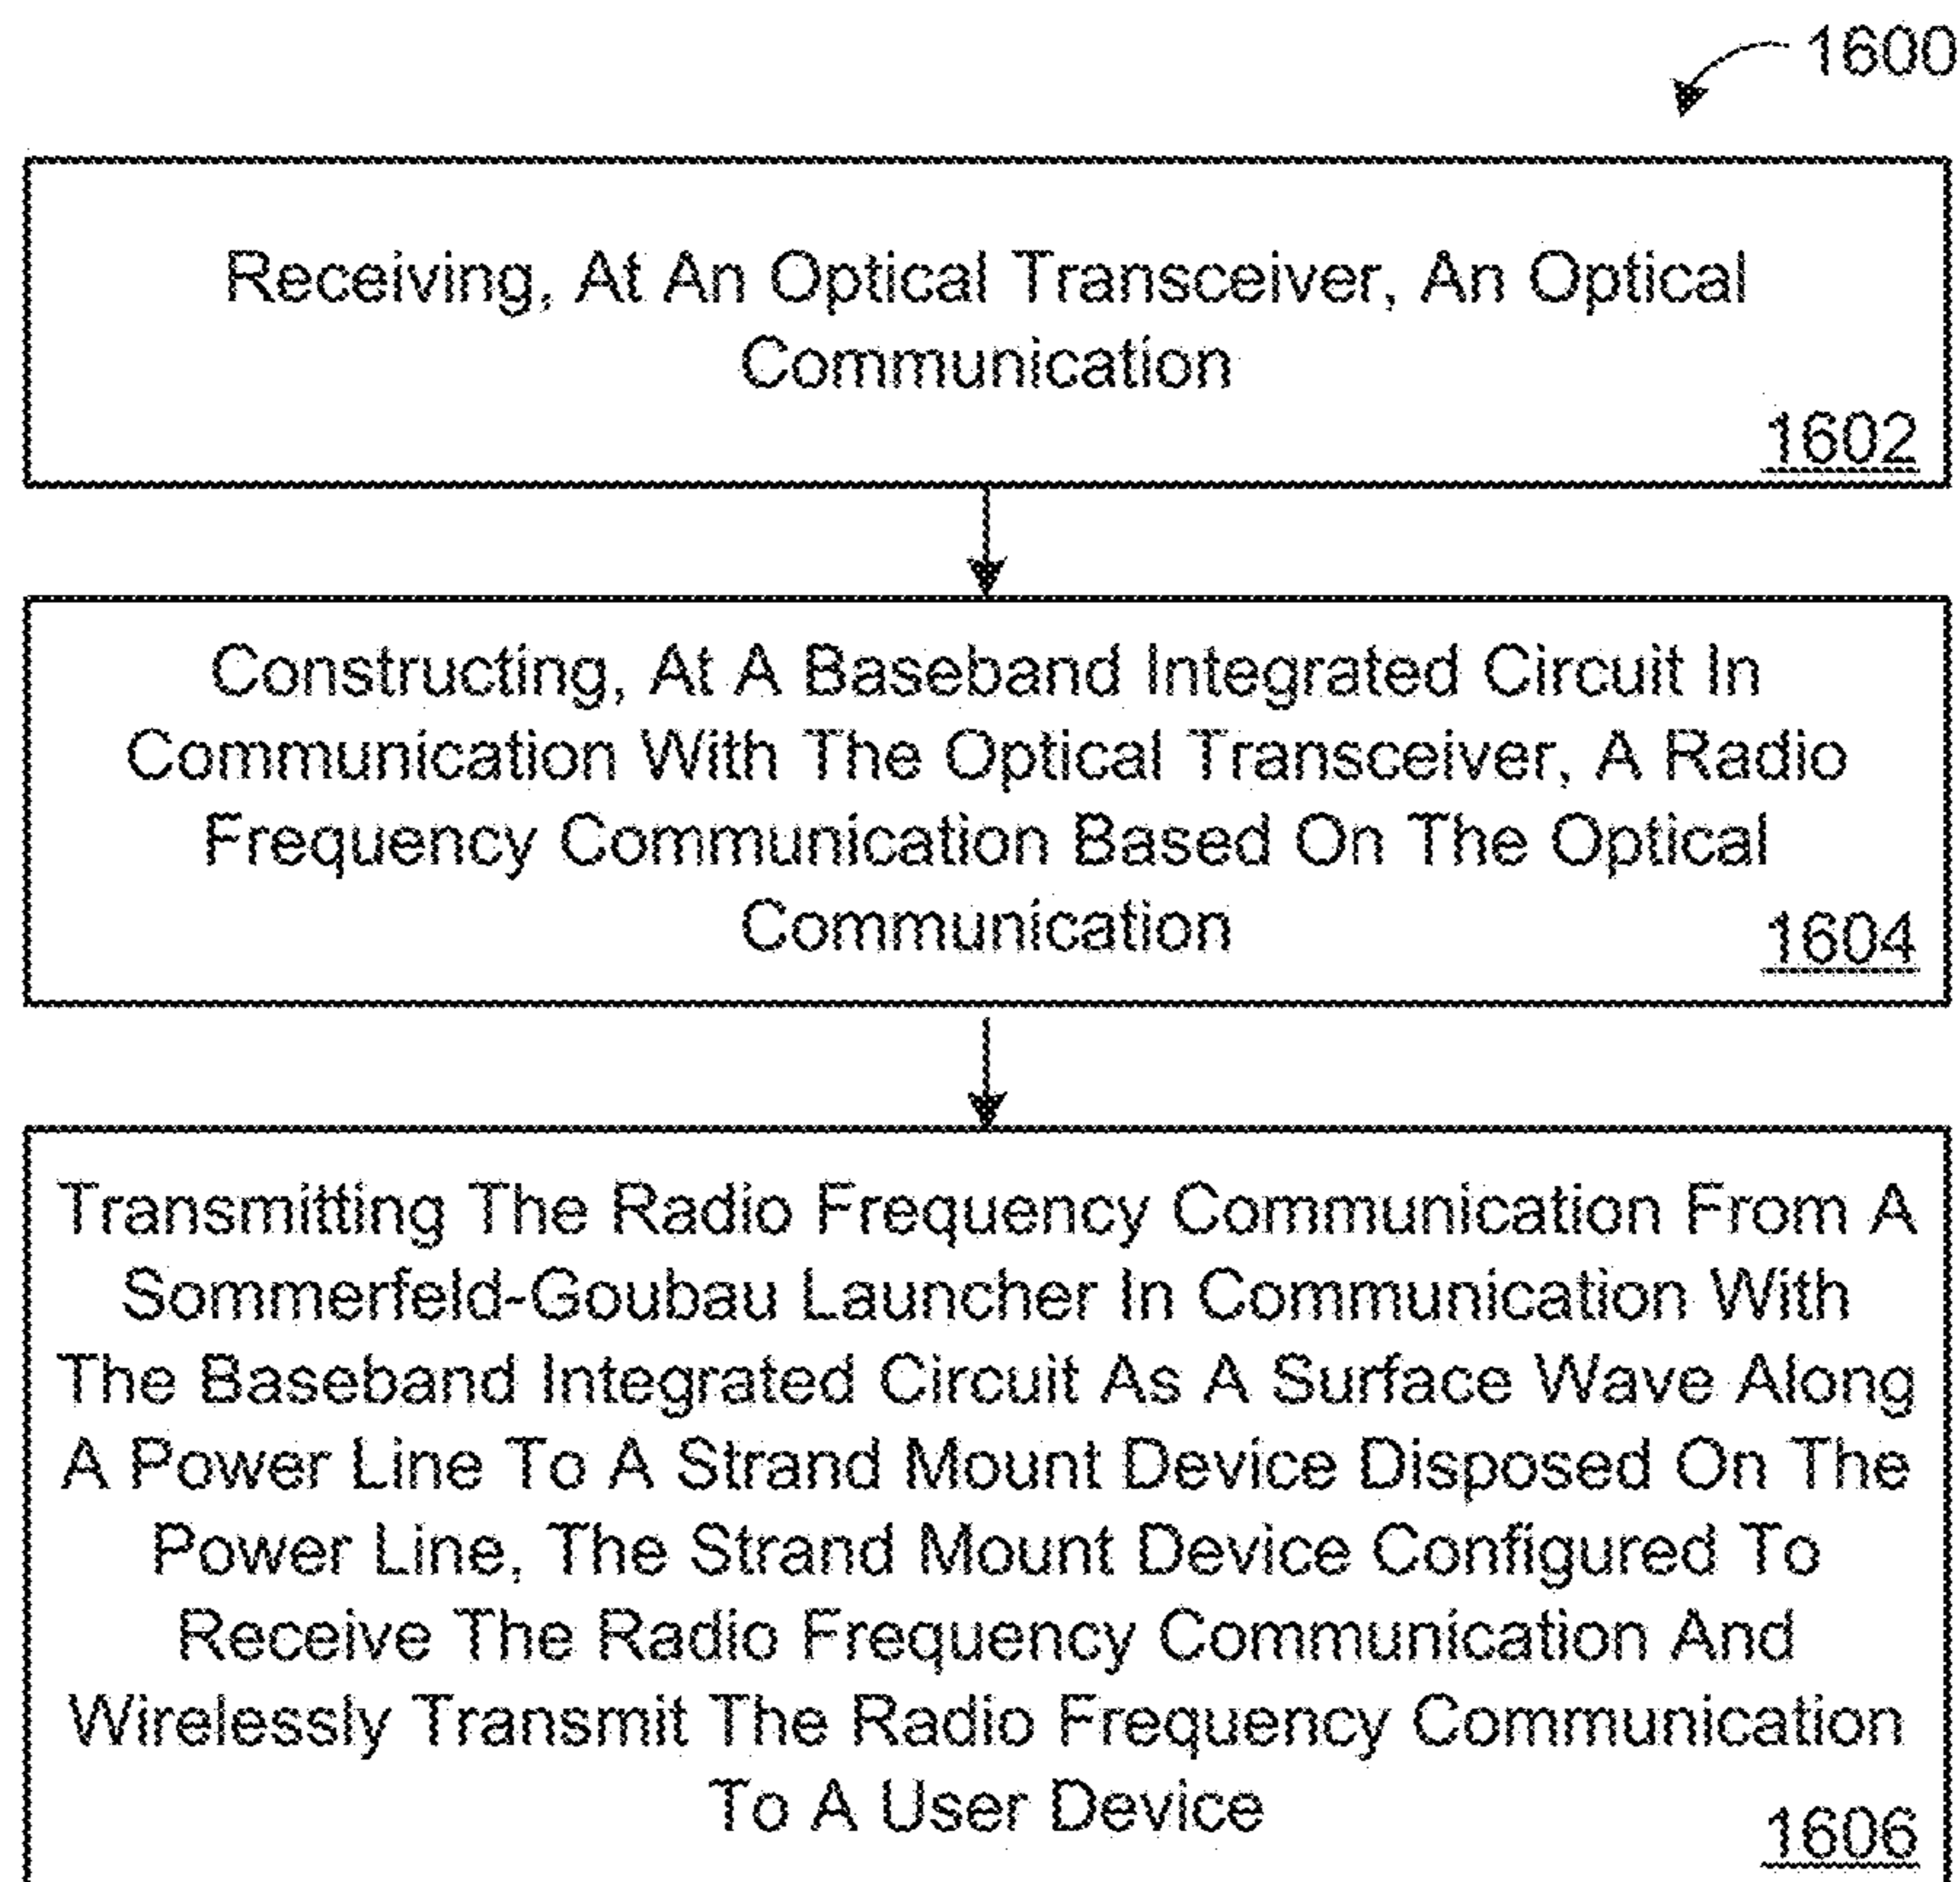 1600
Receiving, At An Optical Transceiver, An Optical
Communication
1602
Constructing, At A Baseband Integrated Circuit In
Communication With The Optical Transceiver, A Radio
Frequency Communication Based On The Optical
Communication
1604
Transmitting The Radio Frequency Communication From A
Sommerfeld-Goubau Launcher In Communication With
The Baseband Integrated Circuit As A Surface Wave Along
A Power Line To A Strand Mount Device Disposed On The
Power Line, The Strand Mount Device Configured To
Receive The Radio Frequency Communication And
Wirelessly Transmit The Radio Frequency Communication
To A User Device
1606